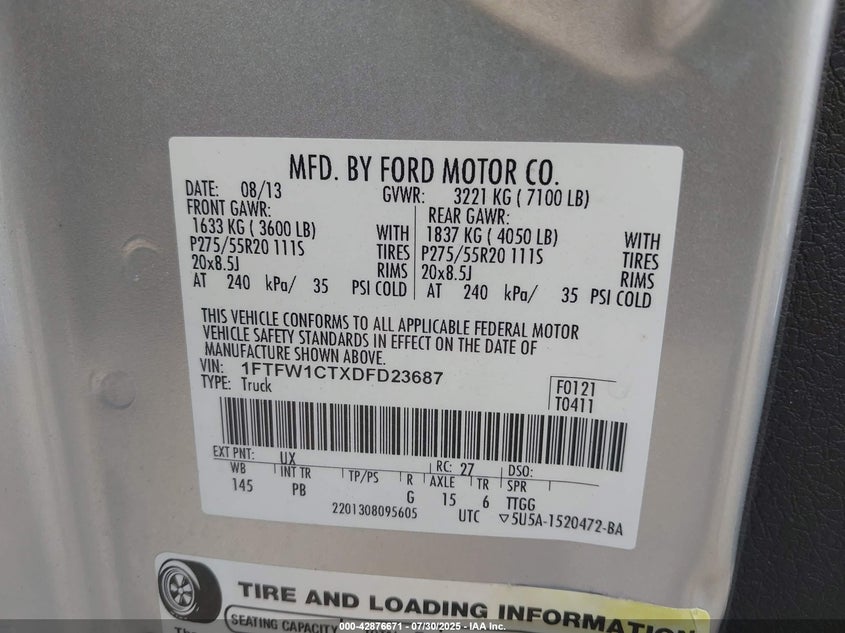 MFD. BY FORD MOTOR CO.
DATE: 08/13 GVWR: 3221 KG ( 7100 LB)
FRONT GAWR: REAR GAWR:
1633 KG ( 3600 LB) WITH 1837 KG ( 4050 LB) WITH
P275/55R20 111S TIRES P275/55R20 111S TIRES
20x8.5J RIMS 20x8.5J RIMS
AT 240 kPa/ 35 PSI COLD AT 240 kPa/ 35 PSI COLD
THIS VEHICLE CONFORMS TO ALL APPLICABLE FEDERAL MOTOR
VEHICLE SAFETY STANDARDS IN EFFECT ON THE DATE OF
MANUFACTURE SHOWN ABOVE.
VIN: 1FTFW1CTXDFD23687
TYPE: Truck
F0121
T0411
EXT PNT: UX RC: 27 DSO:
WB INT TR TP/PS R AXLE TR SPR
145 PB G 15 6 TTGG
2201308095605 UTC ▽5U5A-1520472-BA
TIRE AND LOADING INFORMATION
SEATING CAPACITY
000-42876671 - 07/30/2025 - IAA Inc.